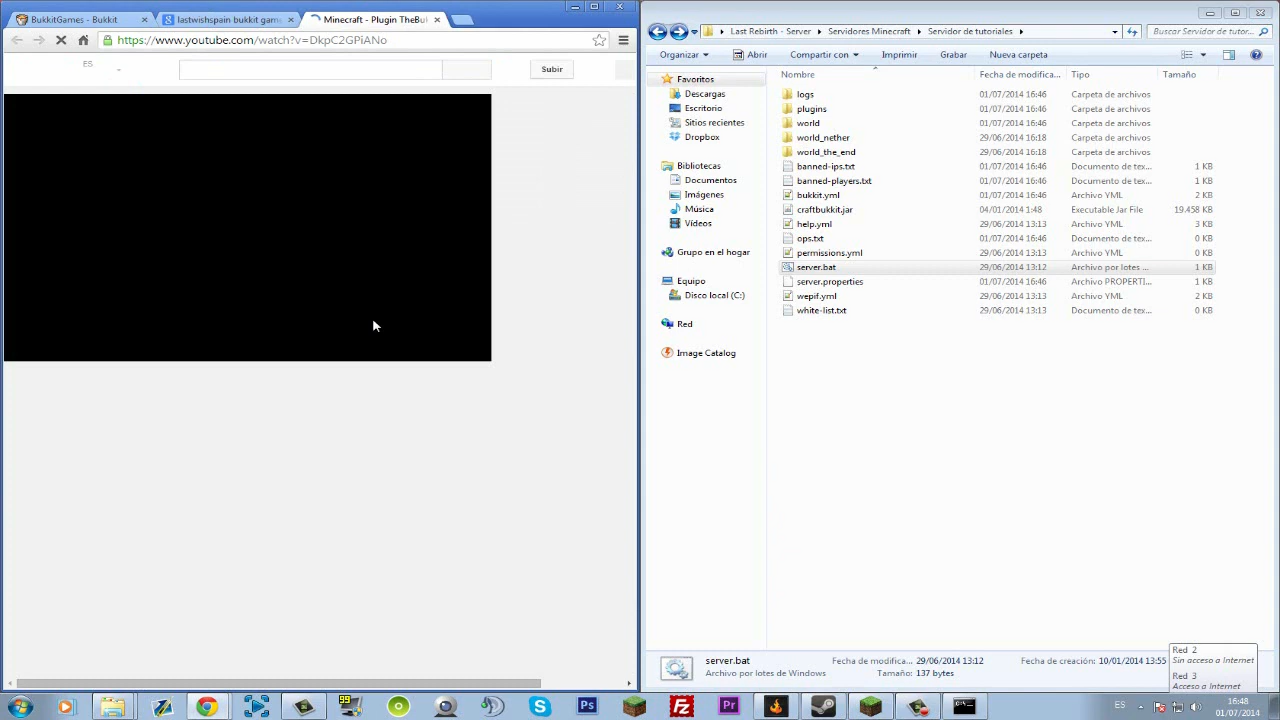 BukkitGames - Bukkit
lastwishspain bukkit gam
Minecraft - Plugin TheBu
https://www.youtube.com/watch?v=DkpC2GPiANo
ES
Subir
Last Rebirth - Server
Servidores Minecraft
Servidor de tutoriales
Buscar Servidor de tutor...
Organizar
Abrir
Compartir con
Imprimir
Grabar
Nueva carpeta
Favoritos
Descargas
Escritorio
Sitios recientes
Dropbox
Bibliotecas
Documentos
Imágenes
Música
Vídeos
Grupo en el hogar
Equipo
Disco local (C:)
Red
Image Catalog
Nombre Fecha de modifica... Tipo Tamaño
logs 01/07/2014 16:46 Carpeta de archivos
plugins 01/07/2014 16:46 Carpeta de archivos
world 01/07/2014 16:46 Carpeta de archivos
world_nether 29/06/2014 16:18 Carpeta de archivos
world_the_end 29/06/2014 16:18 Carpeta de archivos
banned-ips.txt 01/07/2014 16:46 Documento de tex... 1 KB
banned-players.txt 01/07/2014 16:46 Documento de tex... 1 KB
bukkit.yml 01/07/2014 16:46 Archivo YML 2 KB
craftbukkit.jar 04/01/2014 1:48 Executable Jar File 19.458 KB
help.yml 29/06/2014 13:13 Archivo YML 3 KB
ops.txt 01/07/2014 16:46 Documento de tex... 0 KB
permissions.yml 29/06/2014 13:13 Archivo YML 0 KB
server.bat 29/06/2014 13:12 Archivo por lotes ... 1 KB
server.properties 01/07/2014 16:46 Archivo PROPERTI... 1 KB
wepif.yml 29/06/2014 13:13 Archivo YML 2 KB
white-list.txt 29/06/2014 13:13 Documento de tex... 0 KB
server.bat Fecha de modifica... 29/06/2014 13:12 Fecha de creación: 10/01/2014 13:55
Archivo por lotes de Windows Tamaño: 137 bytes
Red 2
Sin acceso a Internet
Red 3
Acceso a Internet
99
Ps
Fz
Pr
ES
16:48
01/07/2014